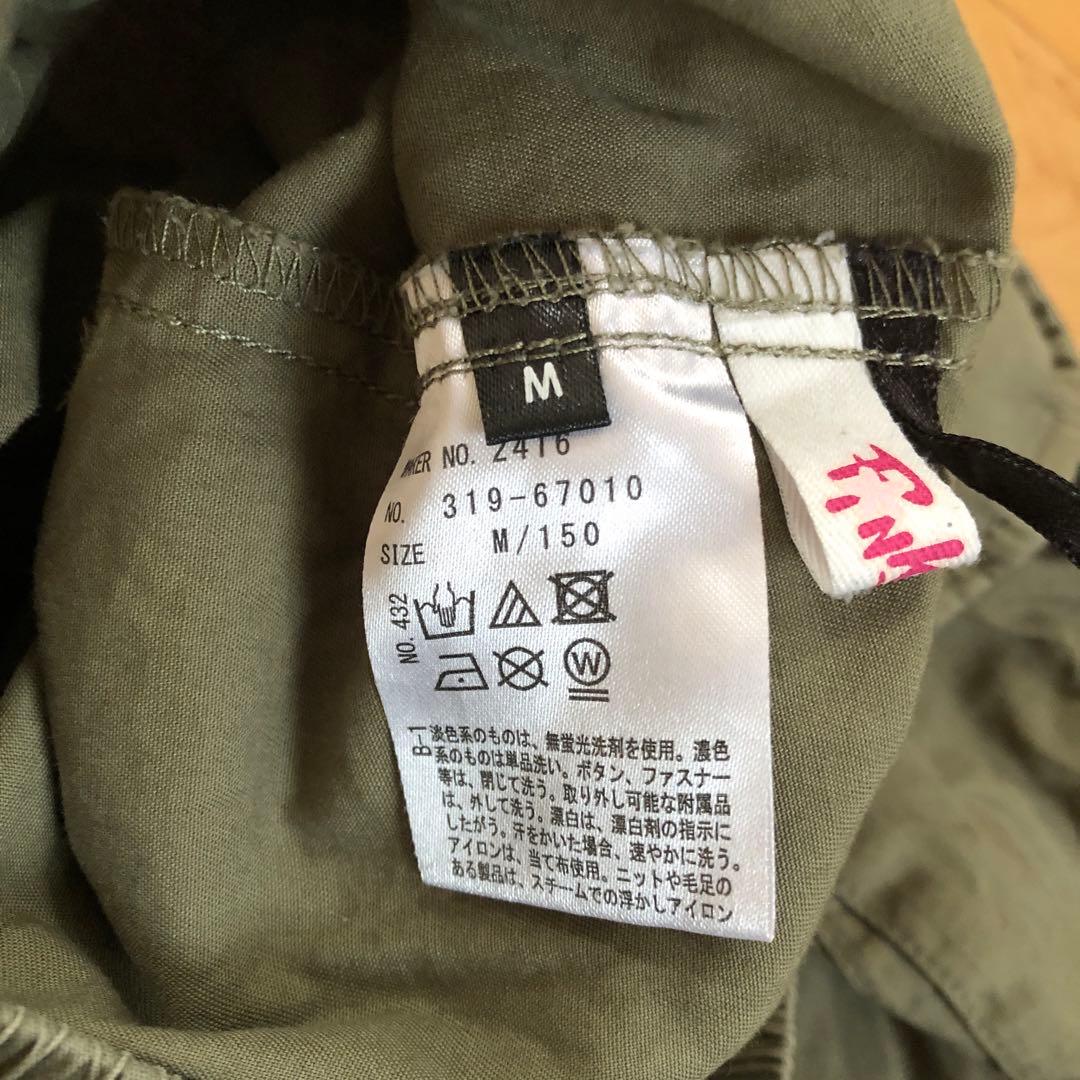 M
NO. 2416
NO. 319-67010
SIZE M/150
NO. 432
W
B-1
淡色系のものは、無蛍光洗剤を使用。濃色
系のものは単品洗い。ボタン、ファスナー
等は、閉じて洗う。取り外し可能な附属品
は、外して洗う。漂白は、漂白剤の指示に
したがう。汗をかいた場合、速やかに洗う。
アイロンは、当て布使用。ニットや毛足の
ある製品は、スチームでの浮かしアイロン